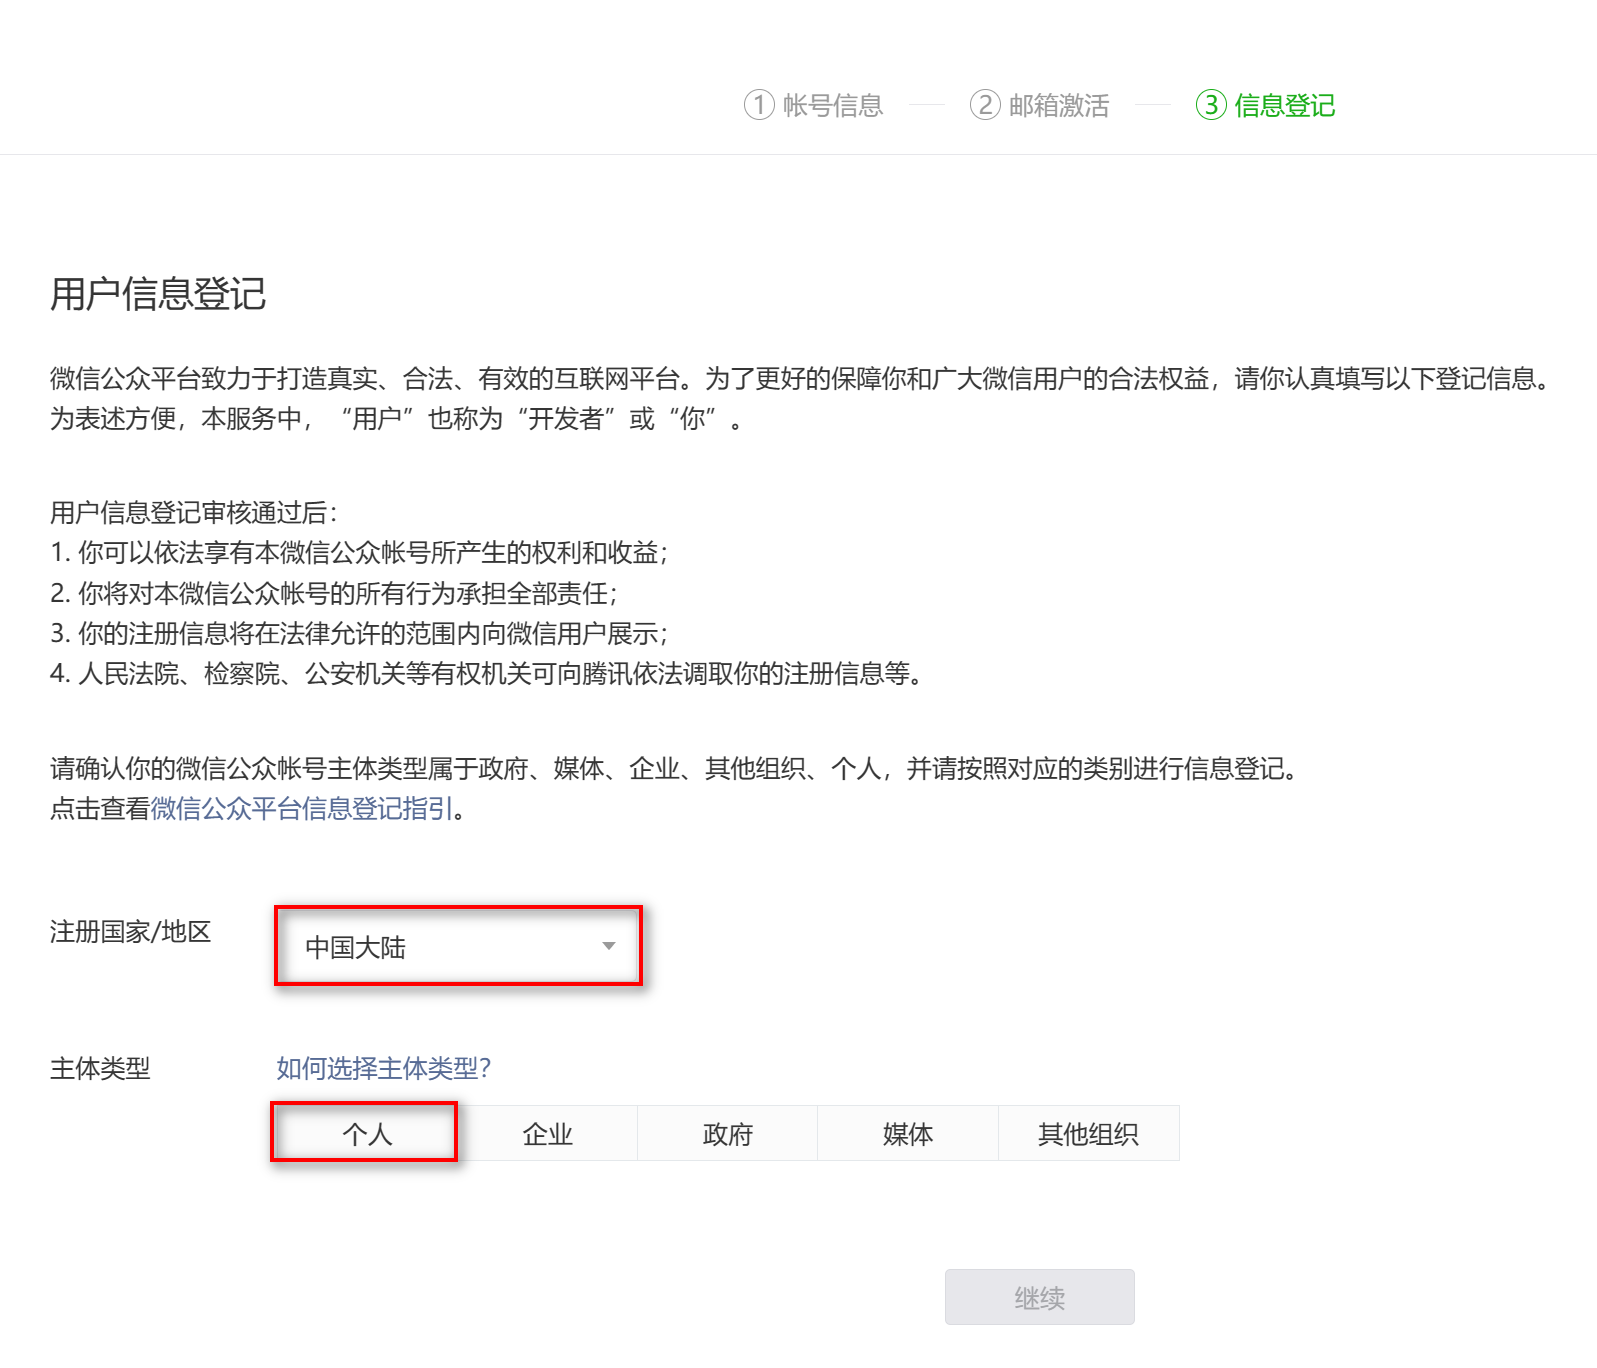 ① 帐号信息 ② 邮箱激活 ③ 信息登记
用户信息登记
微信公众平台致力于打造真实、合法、有效的互联网平台。为了更好的保障你和广大微信用户的合法权益，请你认真填写以下登记信息。
为表述方便，本服务中，“用户”也称为“开发者”或“你”。
用户信息登记审核通过后：
1. 你可以依法享有本微信公众帐号所产生的权利和收益；
2. 你将对本微信公众帐号的所有行为承担全部责任；
3. 你的注册信息将在法律允许的范围内向微信用户展示；
4. 人民法院、检察院、公安机关等有权机关可向腾讯依法调取你的注册信息等。
请确认你的微信公众帐号主体类型属于政府、媒体、企业、其他组织、个人，并请按照对应的类别进行信息登记。
点击查看微信公众平台信息登记指引。
注册国家/地区 中国大陆
主体类型 如何选择主体类型？
个人 企业 政府 媒体 其他组织
继续